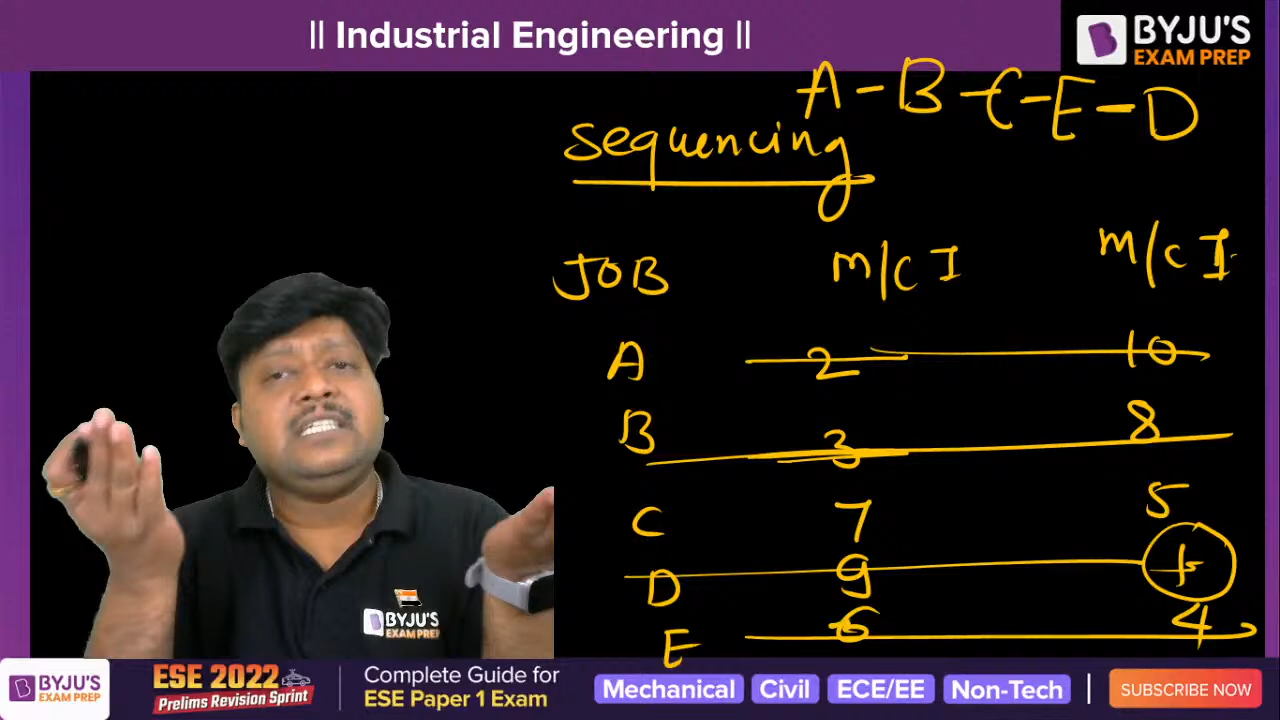 || Industrial Engineering ||
BYJU'S
EXAM PREP
A-B-C-E-D
Sequencing
JOB M/C I M/C II
A 2 10
B 3 8
C 7 5
D 9 1
E 6 4
BYJU'S
EXAM PREP
BYJU'S
EXAM PREP
ESE 2022
Prelims Revision Sprint
Complete Guide for
ESE Paper 1 Exam
Mechanical Civil ECE/EE Non-Tech
SUBSCRIBE NOW